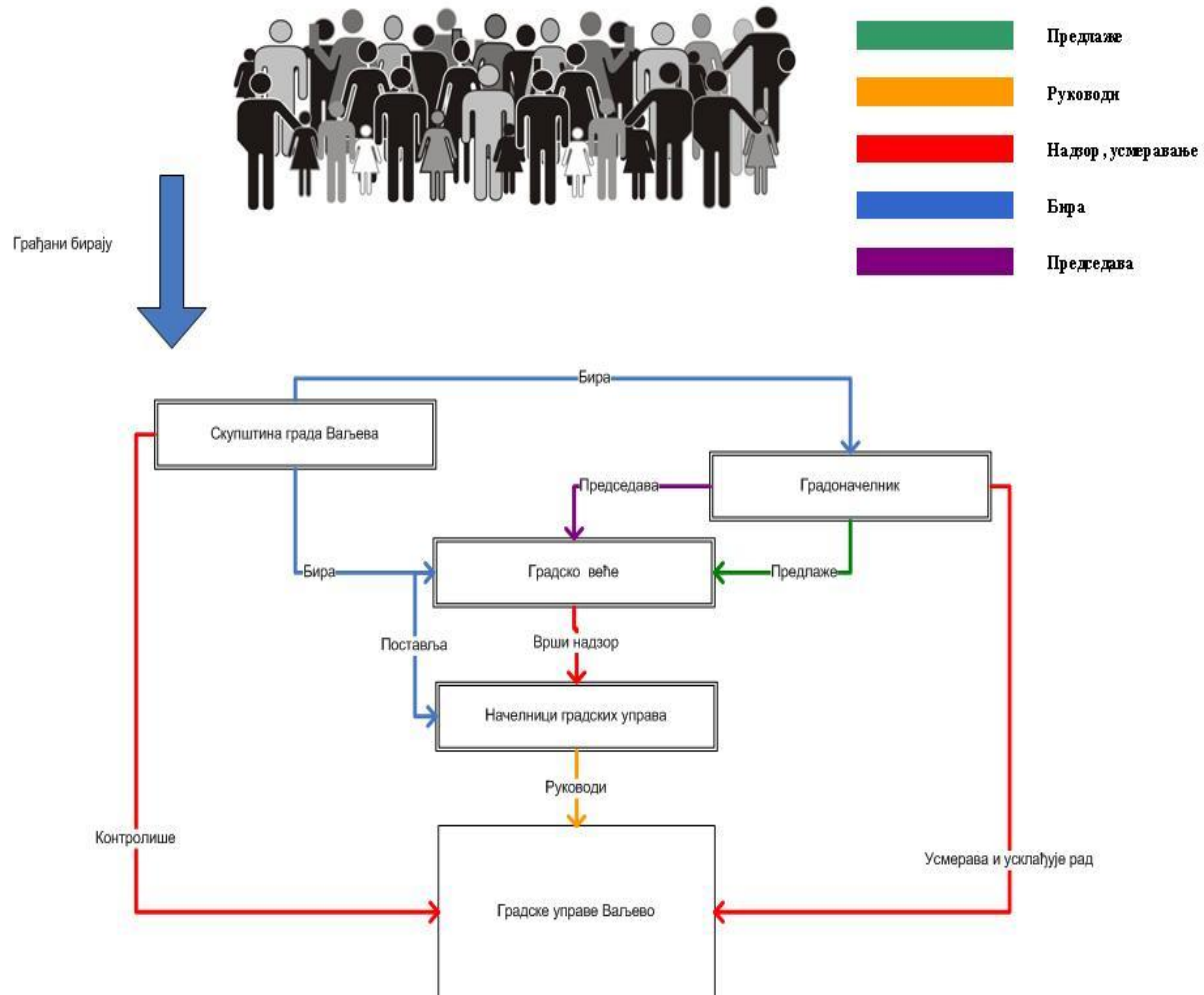 Предлаже
Руководи
Надзор , усмеравање
Бира
Председава
Грађани бирају
Бира
Скупштина града Ваљева
Градоначелник
Председава
Бира
Градско веће
Предлаже
Поставља
Врши надзор
Начелници градских управа
Руководи
Контролише
Усмерава и усклађује рад
Градске управе Ваљево